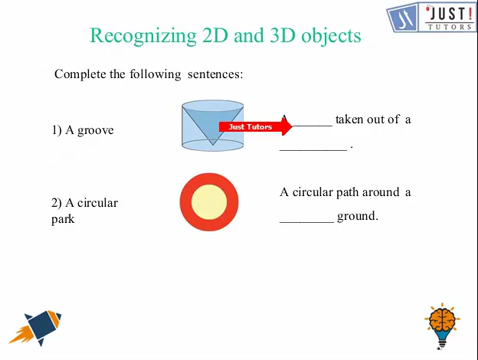 JUST!
TUTORS
Recognizing 2D and 3D objects
Complete the following sentences:
1) A groove
Just Tutors
A ______ taken out of a
__________ .
2) A circular
park
A circular path around a
________ ground.